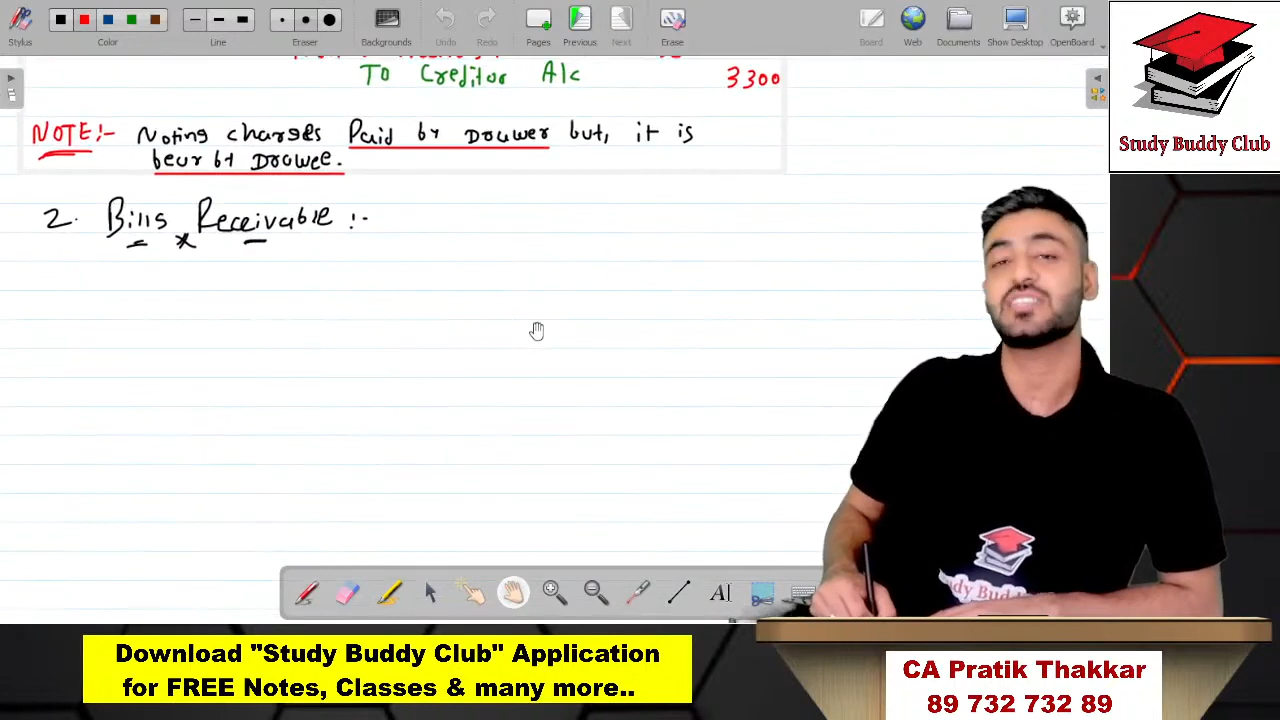 Stylus
Color
Line
Eraser
Backgrounds
Undo
Redo
Pages
Previous
Next
Erase
Board
Web
Documents
Show Desktop
OpenBoard
Study Buddy Club
To Creditor A/c 3300
NOTE:- Noting charges Paid by Drawer but, it is
bear by Drawee.
2. Bills Receivable :-
Download "Study Buddy Club" Application
for FREE Notes, Classes & many more..
CA Pratik Thakkar
89 732 732 89